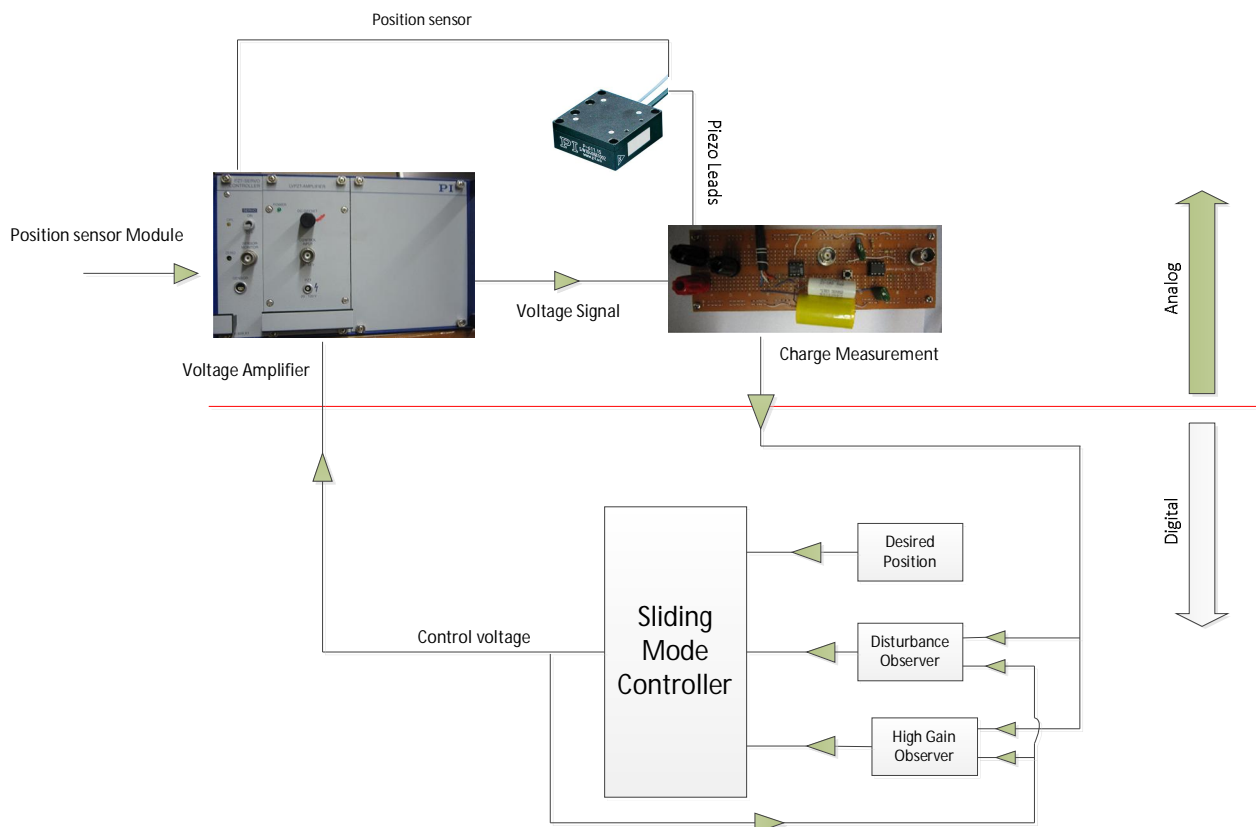 Position sensor
Piezo Leads
PI
Position sensor Module
PI
Voltage Signal
Voltage Amplifier
Charge Measurement
Analog
Digital
Desired
Position
Sliding
Mode
Controller
Disturbance
Observer
High Gain
Observer
Control voltage